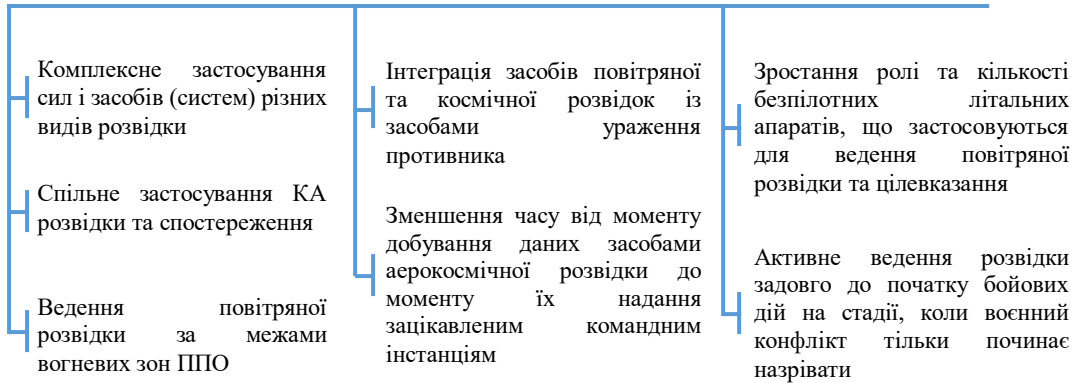 Комплексне застосування
сил і засобів (систем) різних
видів розвідки
Спільне застосування КА
розвідки та спостереження
Ведення повітряної
розвідки за межами
вогневих зон ППО
Інтеграція засобів повітряної
та космічної розвідок із
засобами ураження
противника
Зменшення часу від моменту
добування даних засобами
аерокосмічної розвідки до
моменту їх надання
зацікавленим командним
інстанціям
Зростання ролі та кількості
безпілотних літальних
апаратів, що застосовуються
для ведення повітряної
розвідки та цілевказання
Активне ведення розвідки
задовго до початку бойових
дій на стадії, коли воєнний
конфлікт тільки починає
назрівати